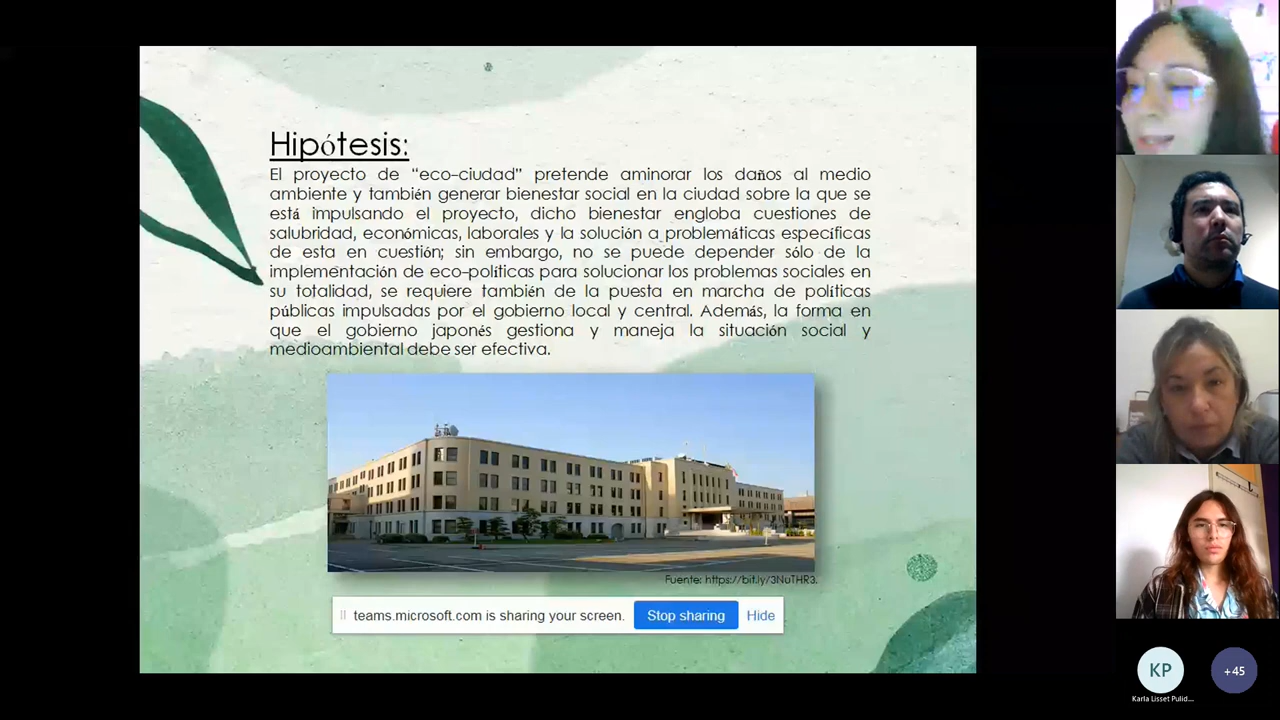 Hipótesis:
El proyecto de “eco-ciudad” pretende aminorar los daños al medio
ambiente y también generar bienestar social en la ciudad sobre la que se
está impulsando el proyecto, dicho bienestar engloba cuestiones de
salubridad, económicas, laborales y la solución a problemáticas específicas
de esta en cuestión; sin embargo, no se puede depender sólo de la
implementación de eco-políticas para solucionar los problemas sociales en
su totalidad, se requiere también de la puesta en marcha de políticas
públicas impulsadas por el gobierno local y central. Además, la forma en
que el gobierno japonés gestiona y maneja la situación social y
medioambiental debe ser efectiva.
Fuente: https://bit.ly/3NuTHR3.
teams.microsoft.com is sharing your screen. Stop sharing Hide
KP
+45
Karla Lisset Pulid...